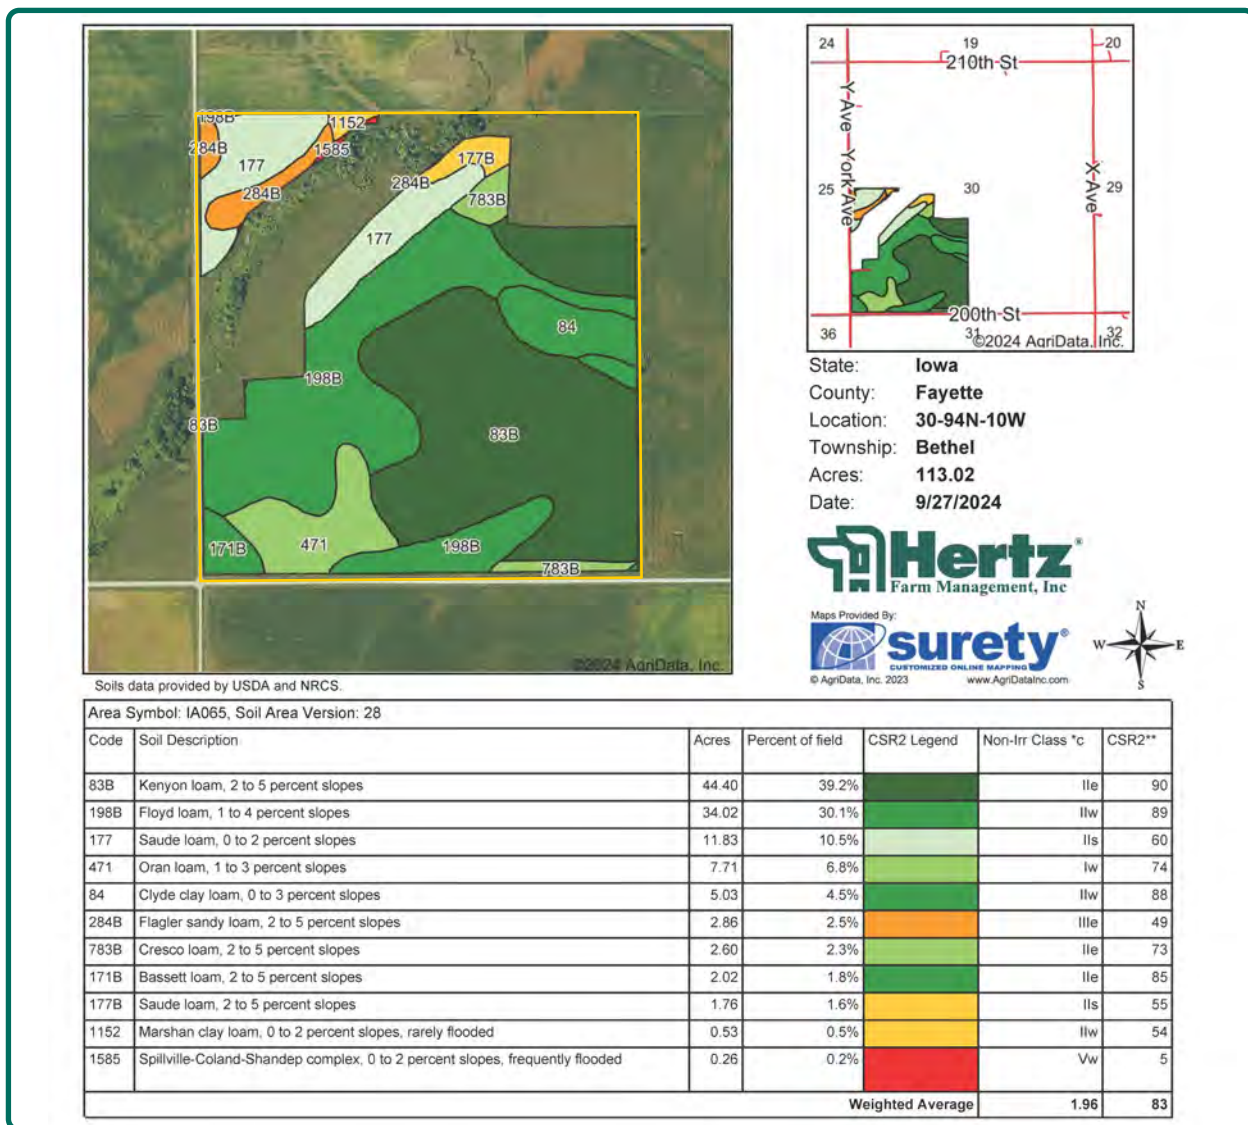 198B
1152
284B
1585
177
177B
284B
284B
783B
177
84
198B
83B
83B
171B
471
198B
783B
©2024 AgriData, Inc.
Soils data provided by USDA and NRCS.
24
19
20
210th St
Y Ave
York Ave
X Ave
25
30
29
200th St
36
31
32
©2024 AgriData, Inc.
State: Iowa
County: Fayette
Location: 30-94N-10W
Township: Bethel
Acres: 113.02
Date: 9/27/2024
Hertz®
Farm Management, Inc
Maps Provided By:
surety®
CUSTOMIZED ONLINE MAPPING
© AgriData, Inc. 2023 www.AgriDataInc.com
N
W E
S
Area Symbol: IA065, Soil Area Version: 28
Code Soil Description Acres Percent of field CSR2 Legend Non-Irr Class *c CSR2**
83B Kenyon loam, 2 to 5 percent slopes 44.40 39.2% IIe 90
198B Floyd loam, 1 to 4 percent slopes 34.02 30.1% IIw 89
177 Saude loam, 0 to 2 percent slopes 11.83 10.5% IIs 60
471 Oran loam, 1 to 3 percent slopes 7.71 6.8% Iw 74
84 Clyde clay loam, 0 to 3 percent slopes 5.03 4.5% IIw 88
284B Flagler sandy loam, 2 to 5 percent slopes 2.86 2.5% IIIe 49
783B Cresco loam, 2 to 5 percent slopes 2.60 2.3% IIe 73
171B Bassett loam, 2 to 5 percent slopes 2.02 1.8% IIe 85
177B Saude loam, 2 to 5 percent slopes 1.76 1.6% IIs 55
1152 Marshan clay loam, 0 to 2 percent slopes, rarely flooded 0.53 0.5% IIw 54
1585 Spillville-Coland-Shandep complex, 0 to 2 percent slopes, frequently flooded 0.26 0.2% Vw 5
Weighted Average 1.96 83